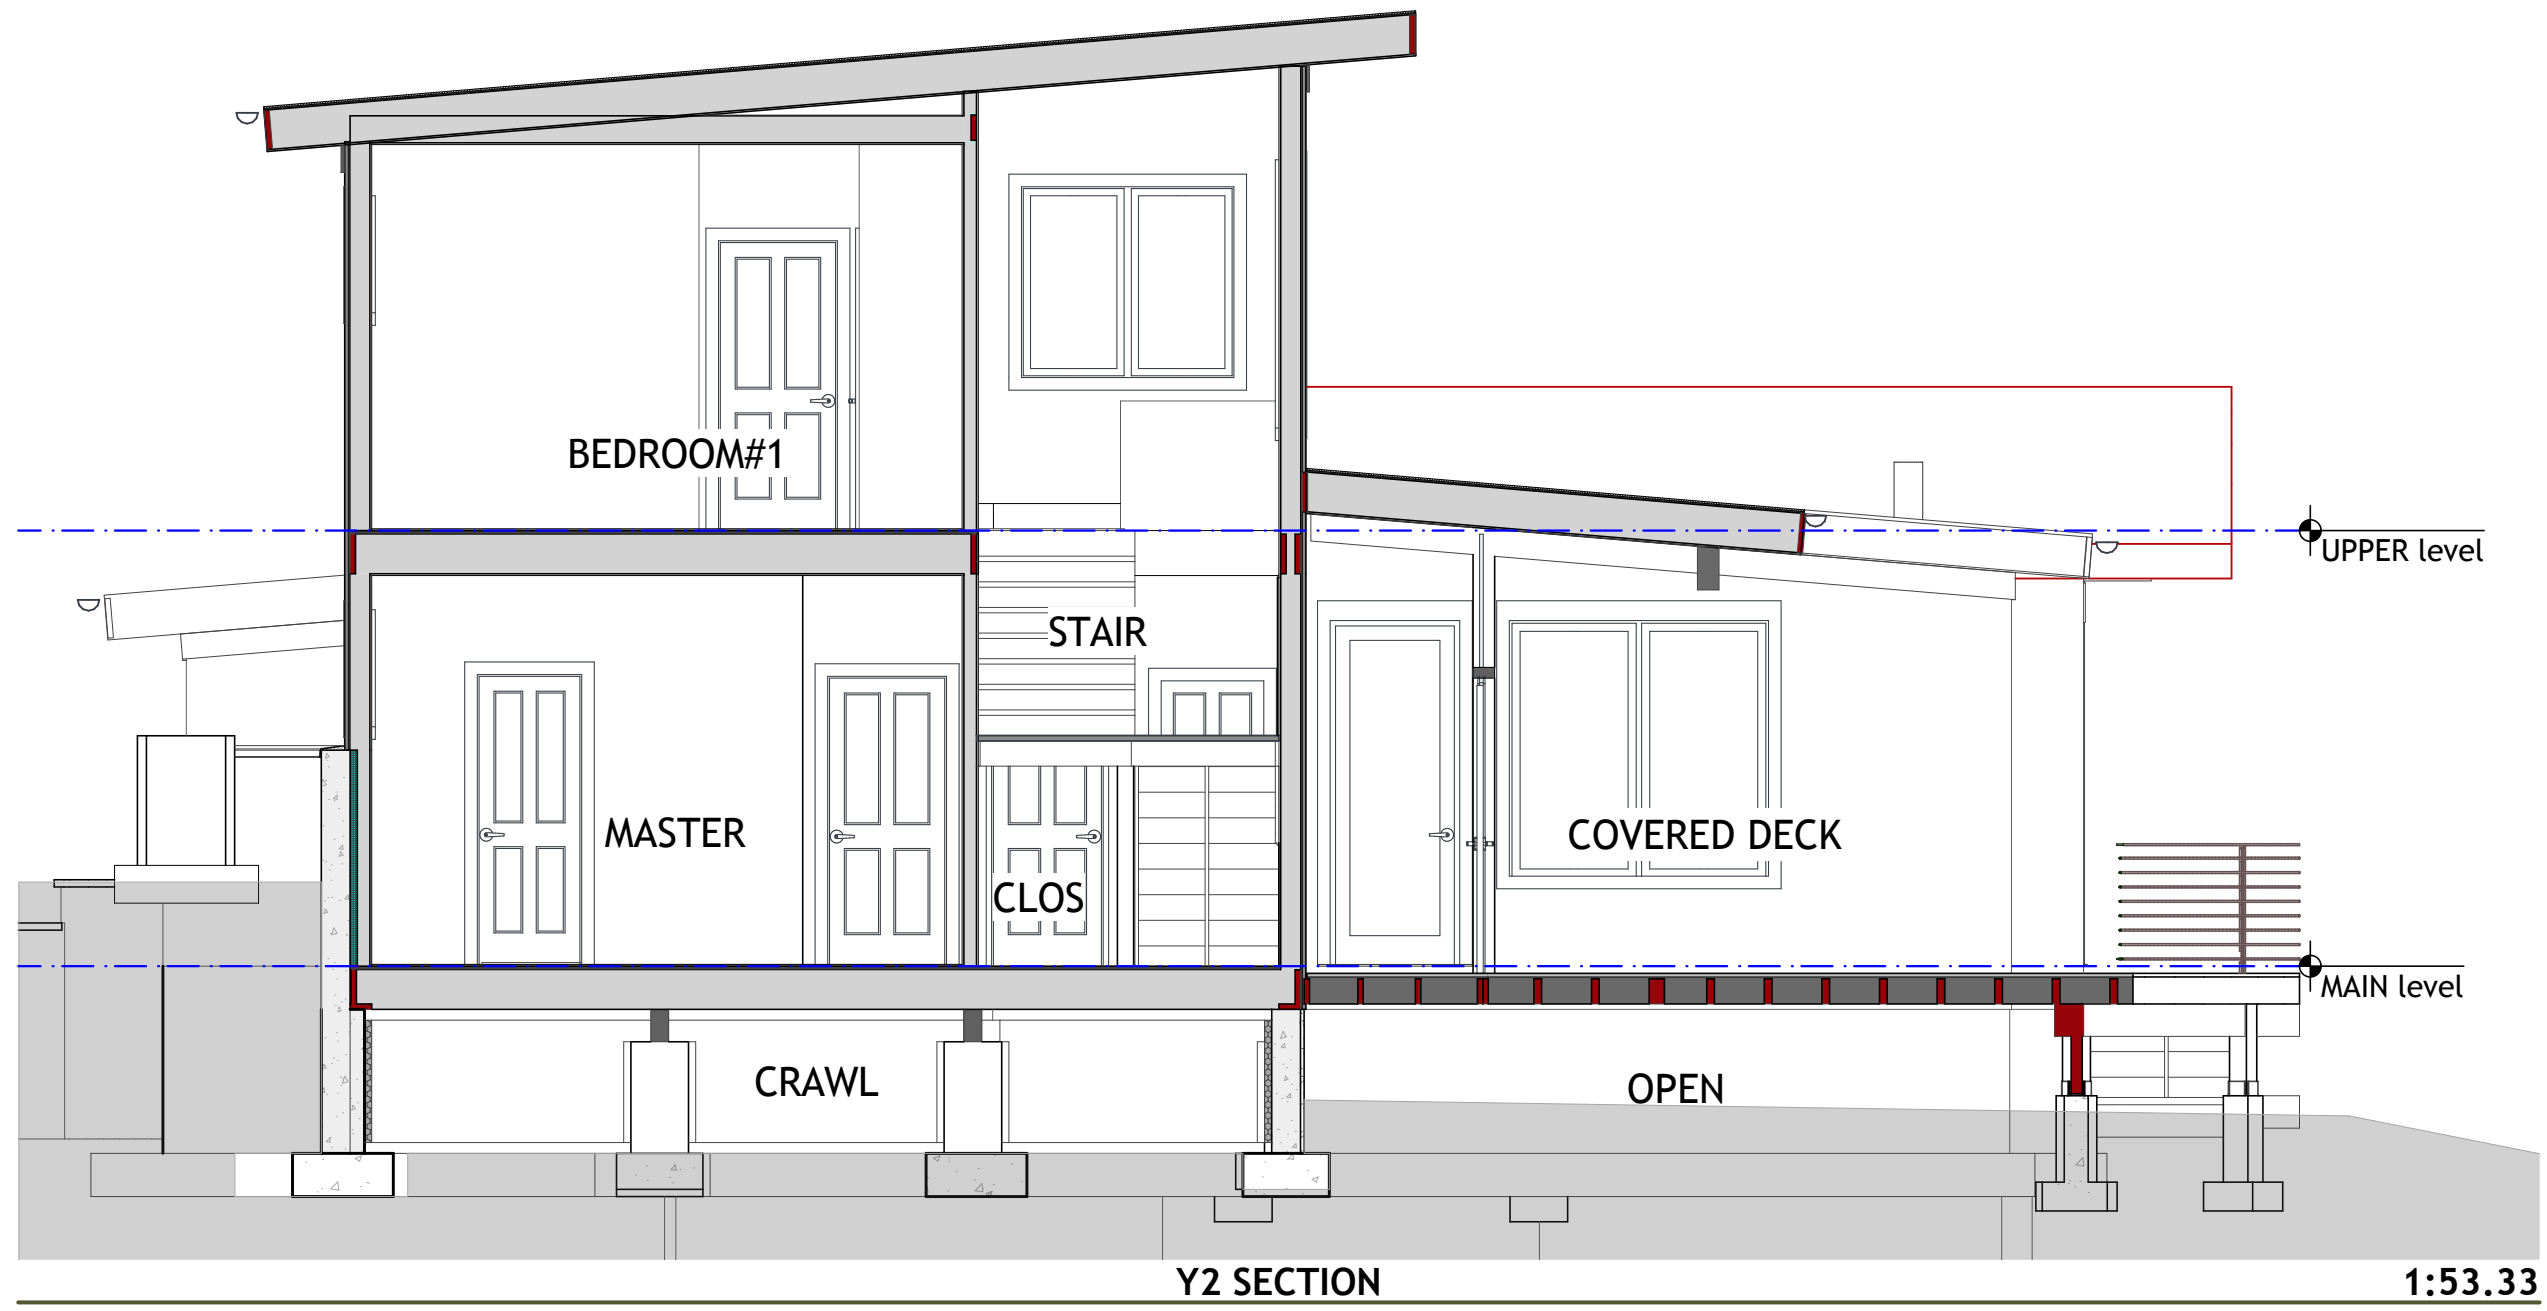 BEDROOM#1
UPPER level
STAIR
MASTER
COVERED DECK
CLOS
MAIN level
CRAWL
OPEN
Y2 SECTION
1:53.33